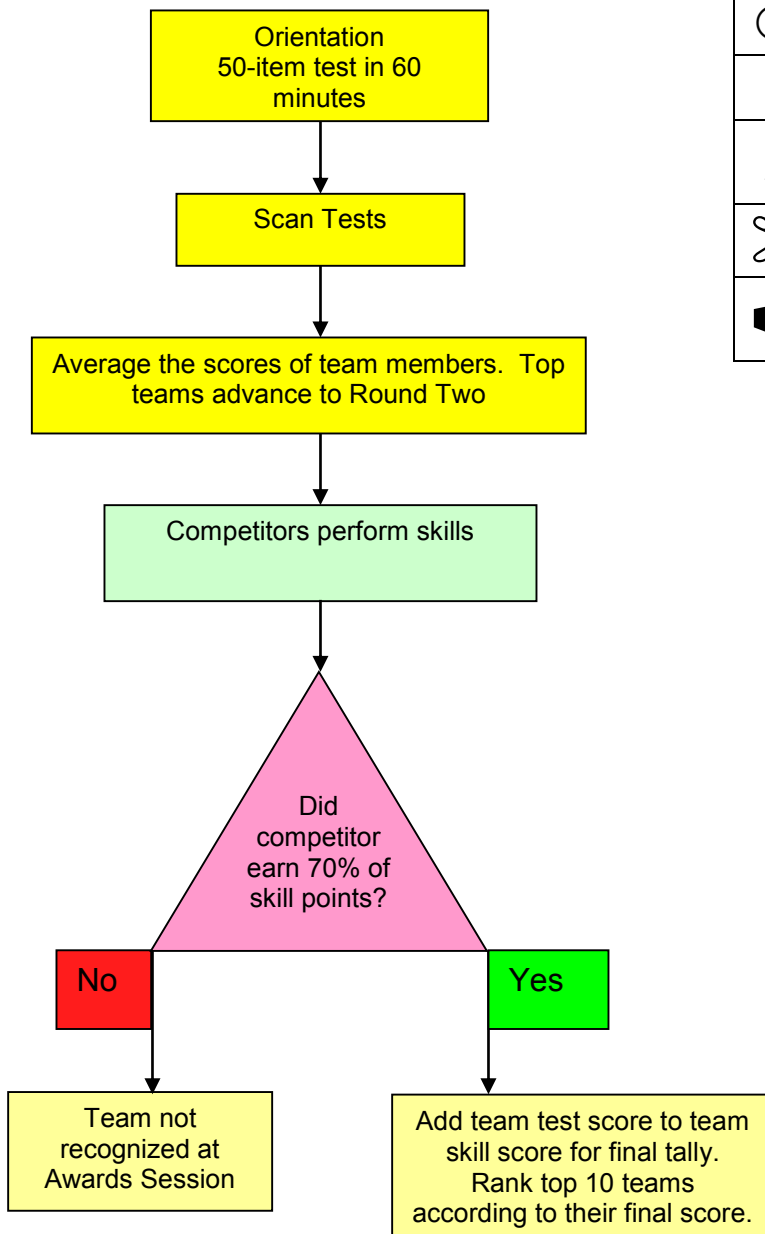 Orientation
50-item test in 60
minutes
Scan Tests
Average the scores of team members.  Top
teams advance to Round Two
Competitors perform skills
Did
competitor
earn 70% of
skill points?
No
Yes
Team not
recognized at
Awards Session
Add team test score to team
skill score for final tally.
Rank top 10 teams
according to their final score.